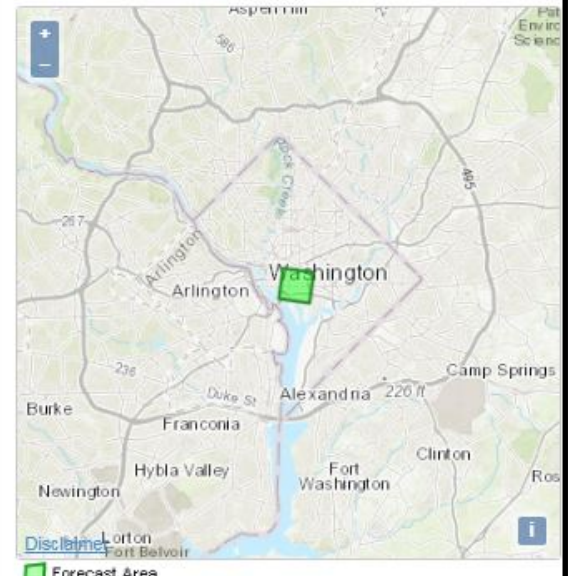 Aspen Hill
586
Pat
Enviro
Scienc
+
−
Rock Creek
495
267
Arlington
Washington
Arlington
Camp Springs
236
Duke St
Alexandria
226 ft
Burke
Franconia
Clinton
Hybla Valley
Fort
Washington
Ros
Newington
i
Disclaimer
Lorton
Fort Belvoir
Forecast Area